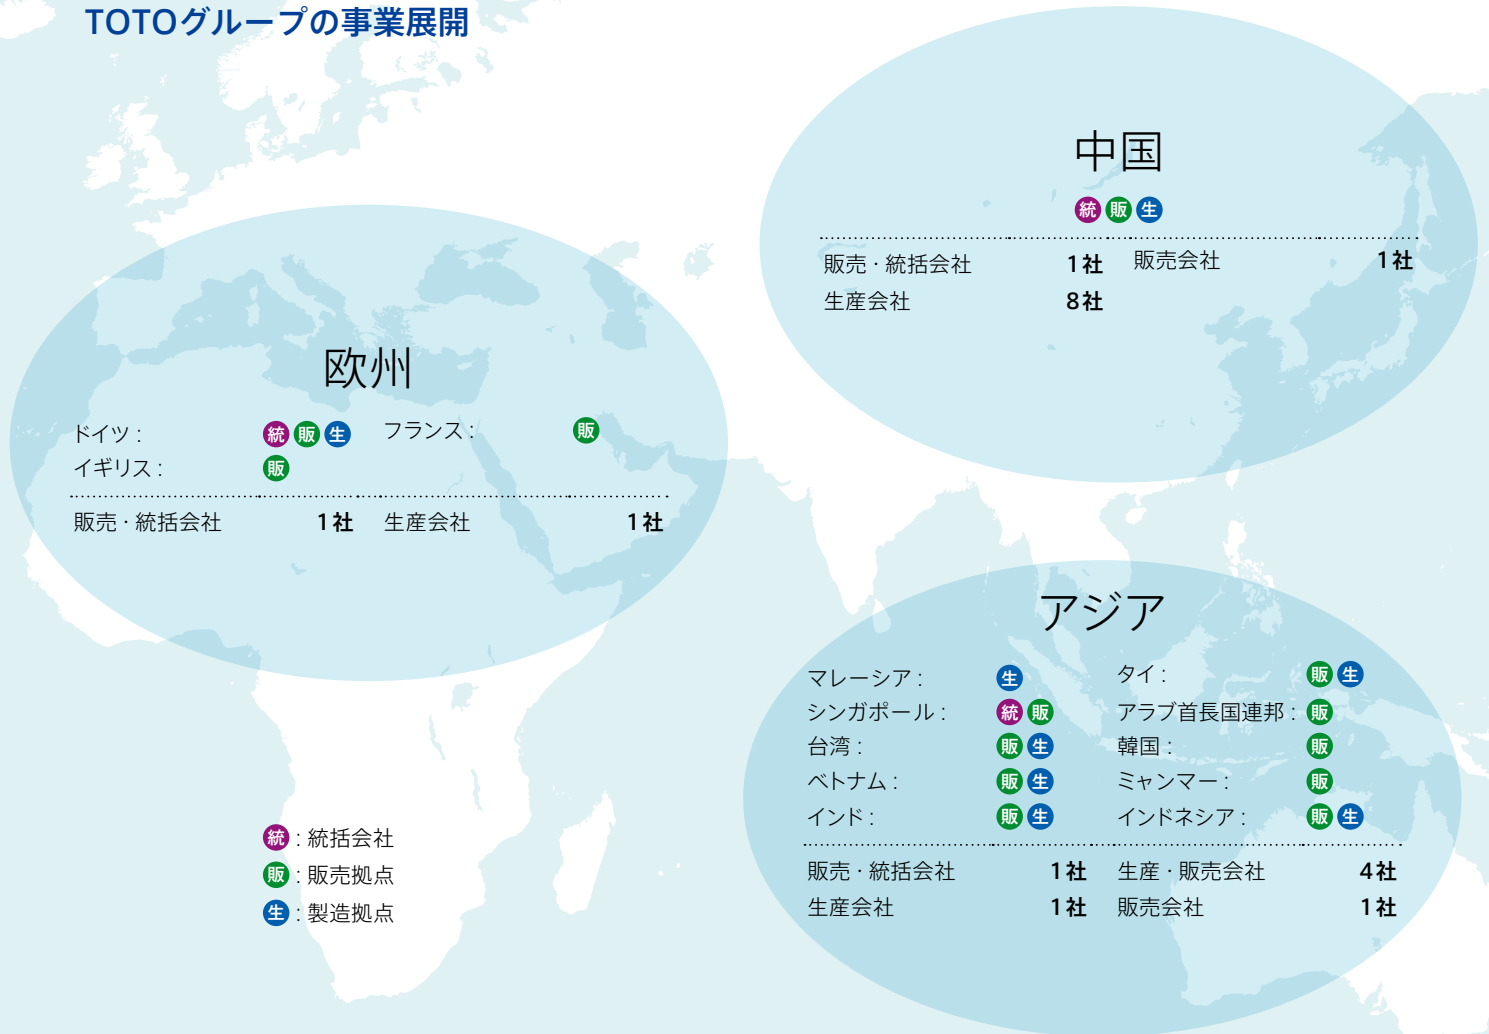 TOTOグループの事業展開
中国
統 販 生
販売・統括会社 1社 販売会社 1社
生産会社 8社
欧州
ドイツ: 統 販 生 フランス: 販
イギリス: 販
販売・統括会社 1社 生産会社 1社
アジア
マレーシア: 生 タイ: 販 生
シンガポール: 統 販 アラブ首長国連邦: 販
台湾: 販 生 韓国: 販
ベトナム: 販 生 ミャンマー: 販
インド: 販 生 インドネシア: 販 生
販売・統括会社 1社 生産・販売会社 4社
生産会社 1社 販売会社 1社
統: 統括会社
販: 販売拠点
生: 製造拠点